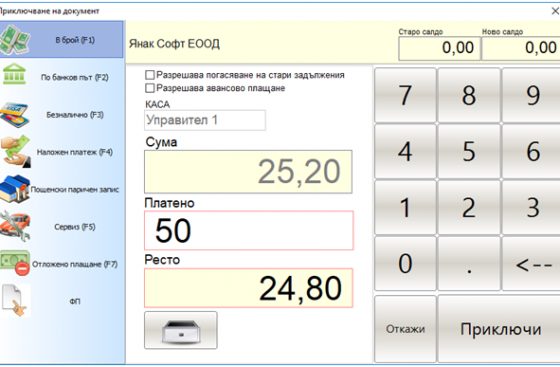 Приключване на документ
В брой (F1)
По банков път (F2)
Безналично (F3)
Наложен платеж (F4)
Пощенски паричен запис
Сервиз (F5)
Отложено плащане (F7)
ФП
Янак Софт ЕООД
Старо салдо
0,00
Ново салдо
0,00
Разрешава погасяване на стари задължения
Разрешава авансово плащане
КАСА
Управител 1
Сума
25,20
Платено
50
Ресто
24,80
7 8 9
4 5 6
1 2 3
0 . <--
Откажи
Приключи